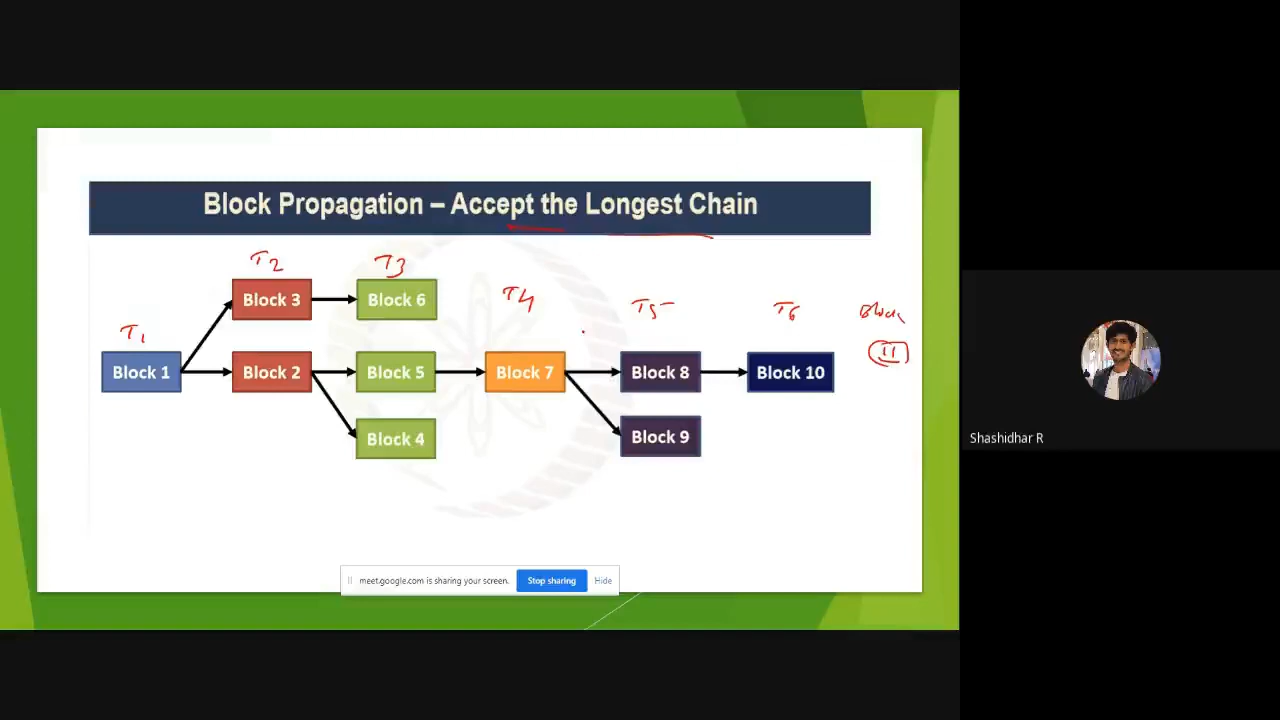 Block Propagation – Accept the Longest Chain
T2
T3
T4
T5
T6
Block
11
T1
Block 3
Block 6
Block 1
Block 2
Block 5
Block 7
Block 8
Block 10
Block 4
Block 9
Shashidhar R
meet.google.com is sharing your screen.
Stop sharing
Hide